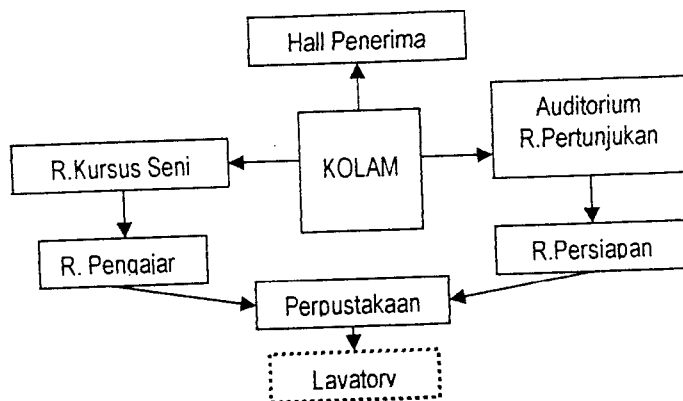 Hall Penerima
Auditorium
R.Pertunjukan
KOLAM
R.Kursus Seni
R. Pengajar
R.Persiapan
Perpustakaan
Lavatory